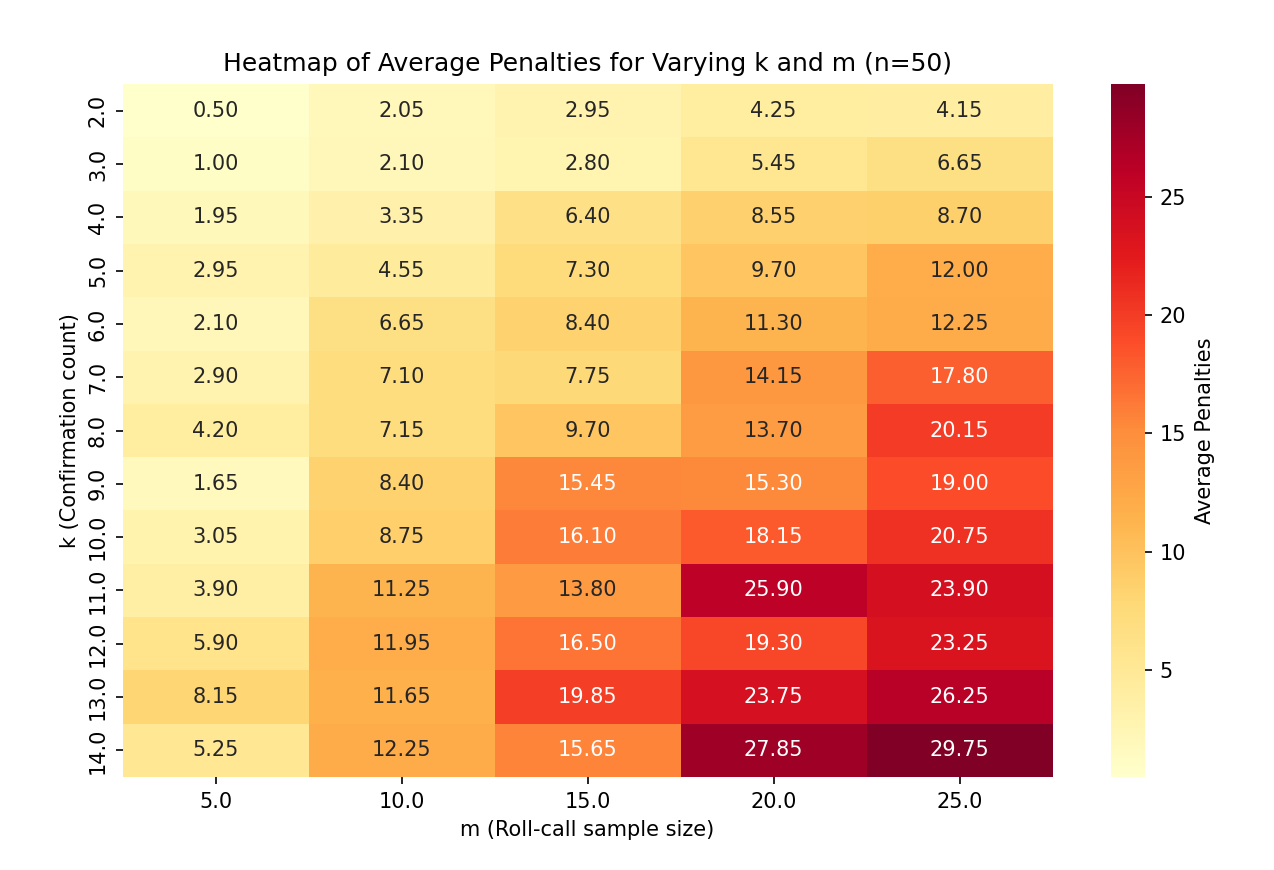 Heatmap of Average Penalties for Varying k and m (n=50)
k (Confirmation count)
2.0 0.50 2.05 2.95 4.25 4.15
3.0 1.00 2.10 2.80 5.45 6.65
4.0 1.95 3.35 6.40 8.55 8.70
5.0 2.95 4.55 7.30 9.70 12.00
6.0 2.10 6.65 8.40 11.30 12.25
7.0 2.90 7.10 7.75 14.15 17.80
8.0 4.20 7.15 9.70 13.70 20.15
9.0 1.65 8.40 15.45 15.30 19.00
10.0 3.05 8.75 16.10 18.15 20.75
11.0 3.90 11.25 13.80 25.90 23.90
12.0 5.90 11.95 16.50 19.30 23.25
13.0 8.15 11.65 19.85 23.75 26.25
14.0 5.25 12.25 15.65 27.85 29.75
5.0 10.0 15.0 20.0 25.0
m (Roll-call sample size)
25
20
15
10
5
Average Penalties